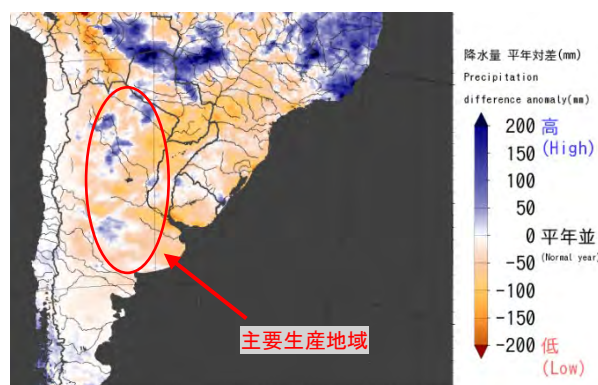 降水量 平年対差(mm)
Precipitation
difference anomaly(mm)
200 高
(High)
150
100
50
0 平年並
(Normal year)
-50
-100
-150
-200 低
(Low)
主要生産地域